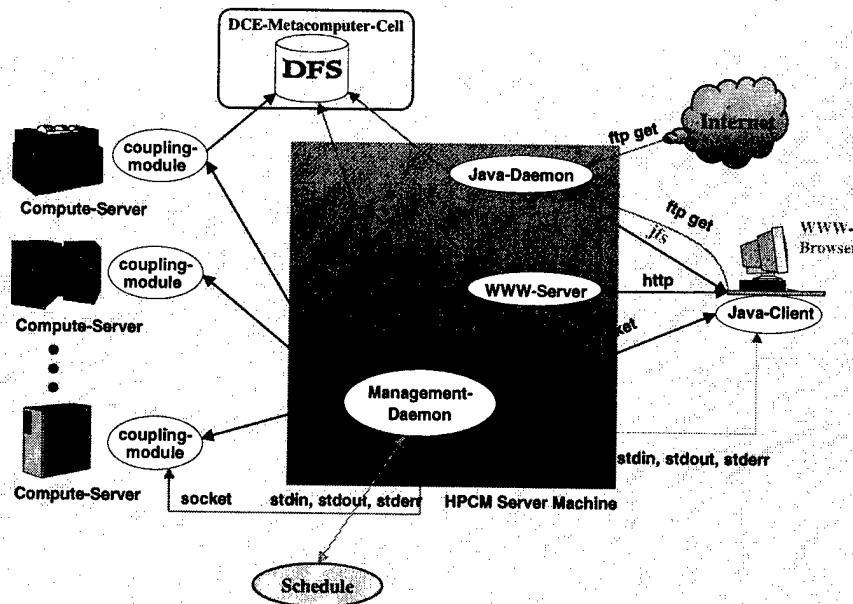 DCE-Metacomputer-Cell
DFS
coupling-
module
Compute-Server
ftp get
Internet
Java-Daemon
ftp get
jfs
WWW-
Browser
coupling-
module
Compute-Server
WWW-Server
http
Java-Client
ket
Management-
Daemon
coupling-
module
Compute-Server
stdin, stdout, stderr
socket
stdin, stdout, stderr
HPCM Server Machine
Schedule